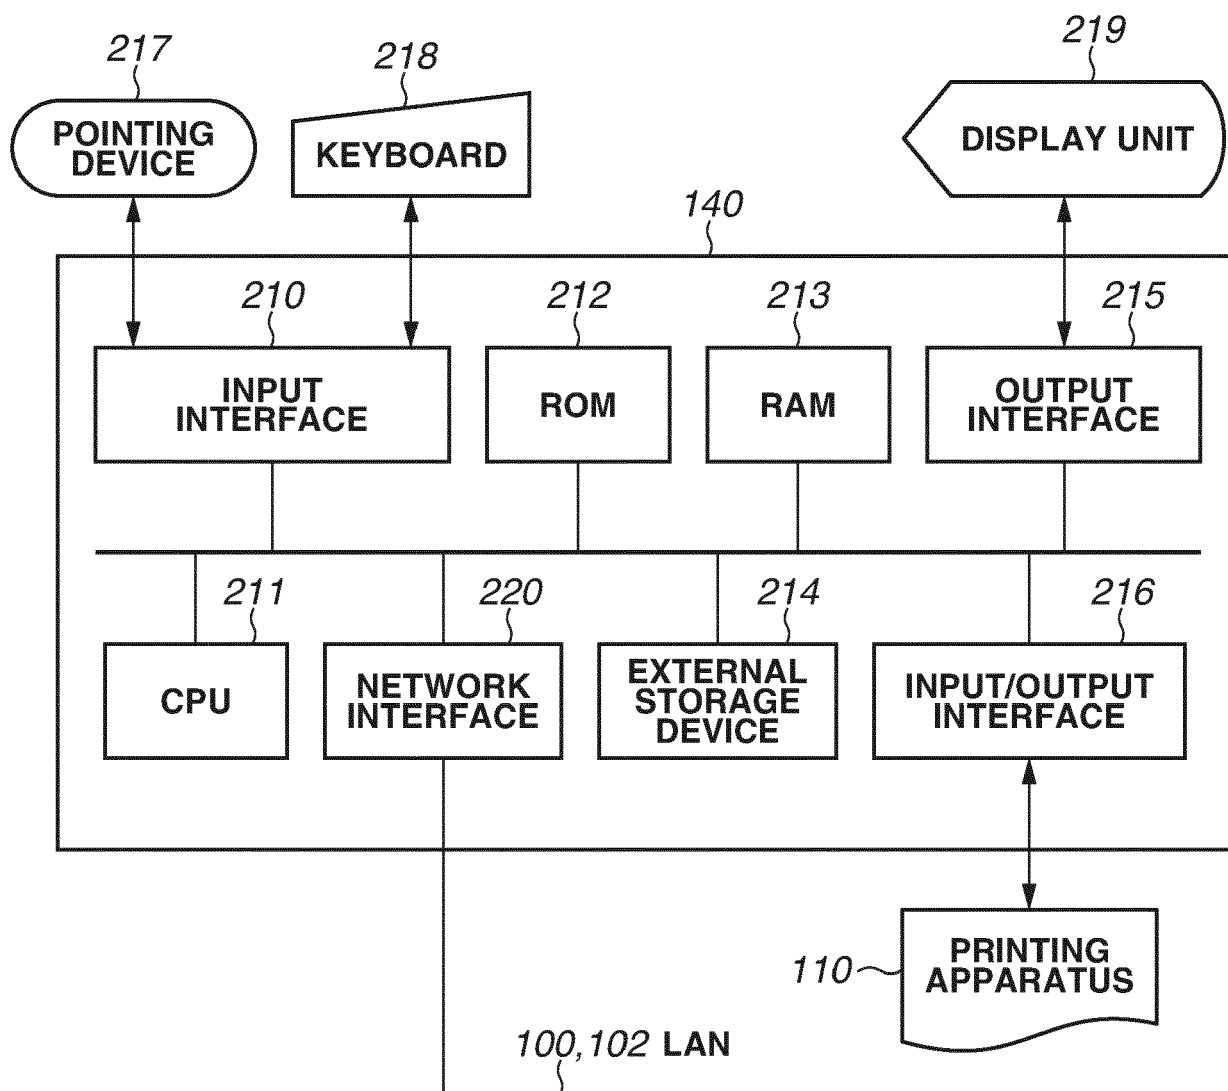 217
218
219
POINTING
DEVICE
KEYBOARD
DISPLAY UNIT
140
210
212
213
215
INPUT
INTERFACE
ROM
RAM
OUTPUT
INTERFACE
211
220
214
216
CPU
NETWORK
INTERFACE
EXTERNAL
STORAGE
DEVICE
INPUT/OUTPUT
INTERFACE
110
PRINTING
APPARATUS
100,102 LAN